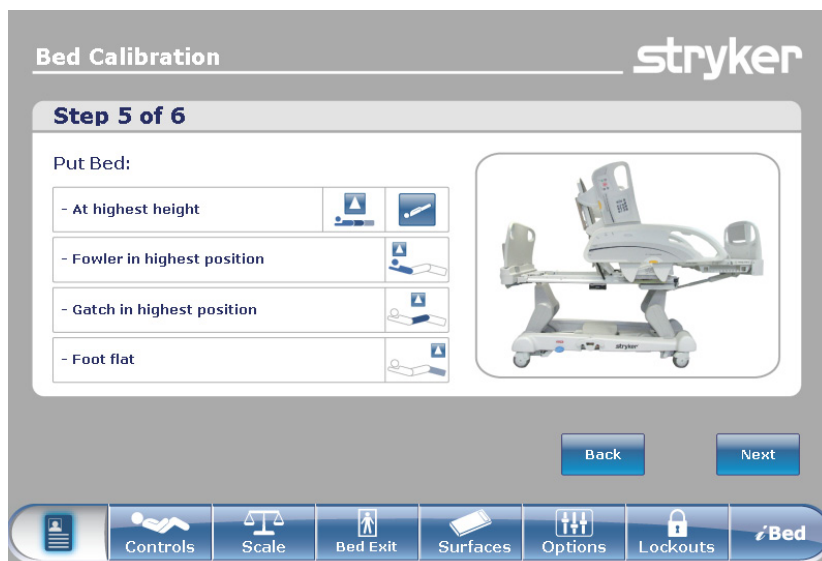 Bed Calibration
stryker
Step 5 of 6
Put Bed:
- At highest height
- Fowler in highest position
- Gatch in highest position
- Foot flat
stryker
Back
Next
Controls
Scale
Bed Exit
Surfaces
Options
Lockouts
iBed